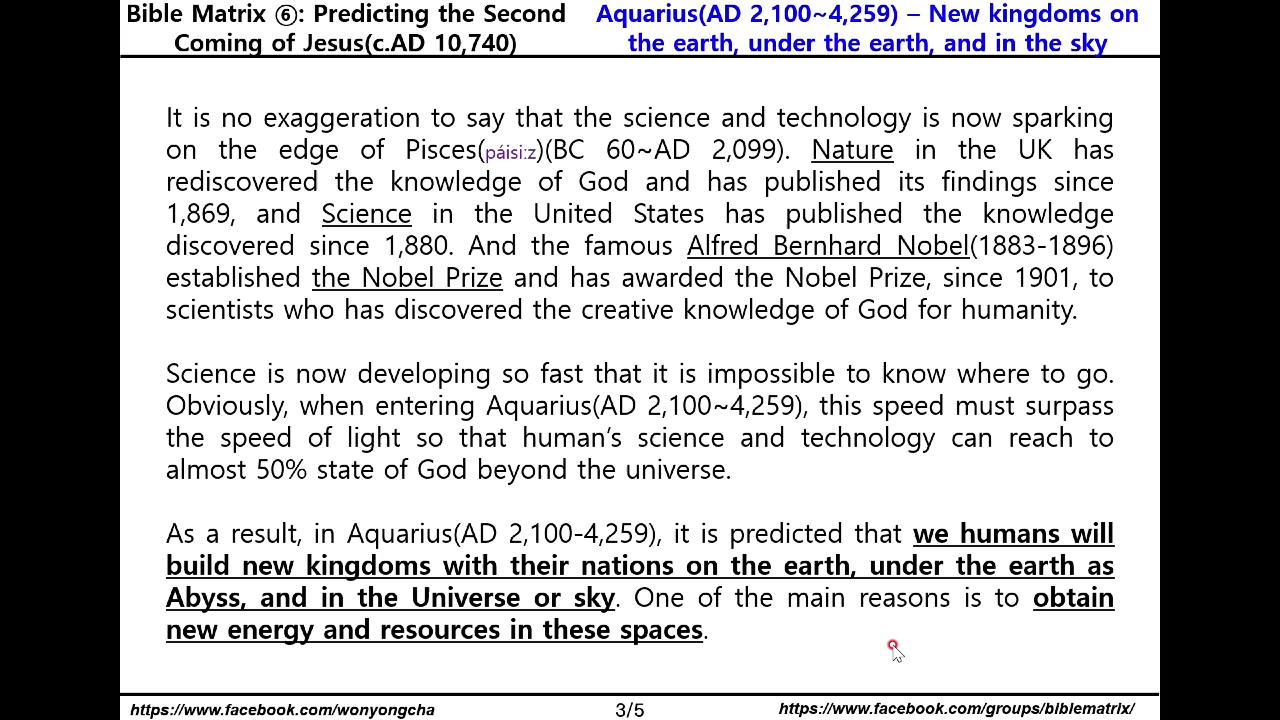 Bible Matrix ⑥: Predicting the Second
Coming of Jesus(c.AD 10,740)
Aquarius(AD 2,100~4,259) – New kingdoms on
the earth, under the earth, and in the sky
It is no exaggeration to say that the science and technology is now sparking
on the edge of Pisces(páisi:z)(BC 60~AD 2,099). Nature in the UK has
rediscovered the knowledge of God and has published its findings since
1,869, and Science in the United States has published the knowledge
discovered since 1,880. And the famous Alfred Bernhard Nobel(1883-1896)
established the Nobel Prize and has awarded the Nobel Prize, since 1901, to
scientists who has discovered the creative knowledge of God for humanity.
Science is now developing so fast that it is impossible to know where to go.
Obviously, when entering Aquarius(AD 2,100~4,259), this speed must surpass
the speed of light so that human’s science and technology can reach to
almost 50% state of God beyond the universe.
As a result, in Aquarius(AD 2,100-4,259), it is predicted that we humans will
build new kingdoms with their nations on the earth, under the earth as
Abyss, and in the Universe or sky. One of the main reasons is to obtain
new energy and resources in these spaces.
https://www.facebook.com/wonyongcha
3/5
https://www.facebook.com/groups/biblematrix/